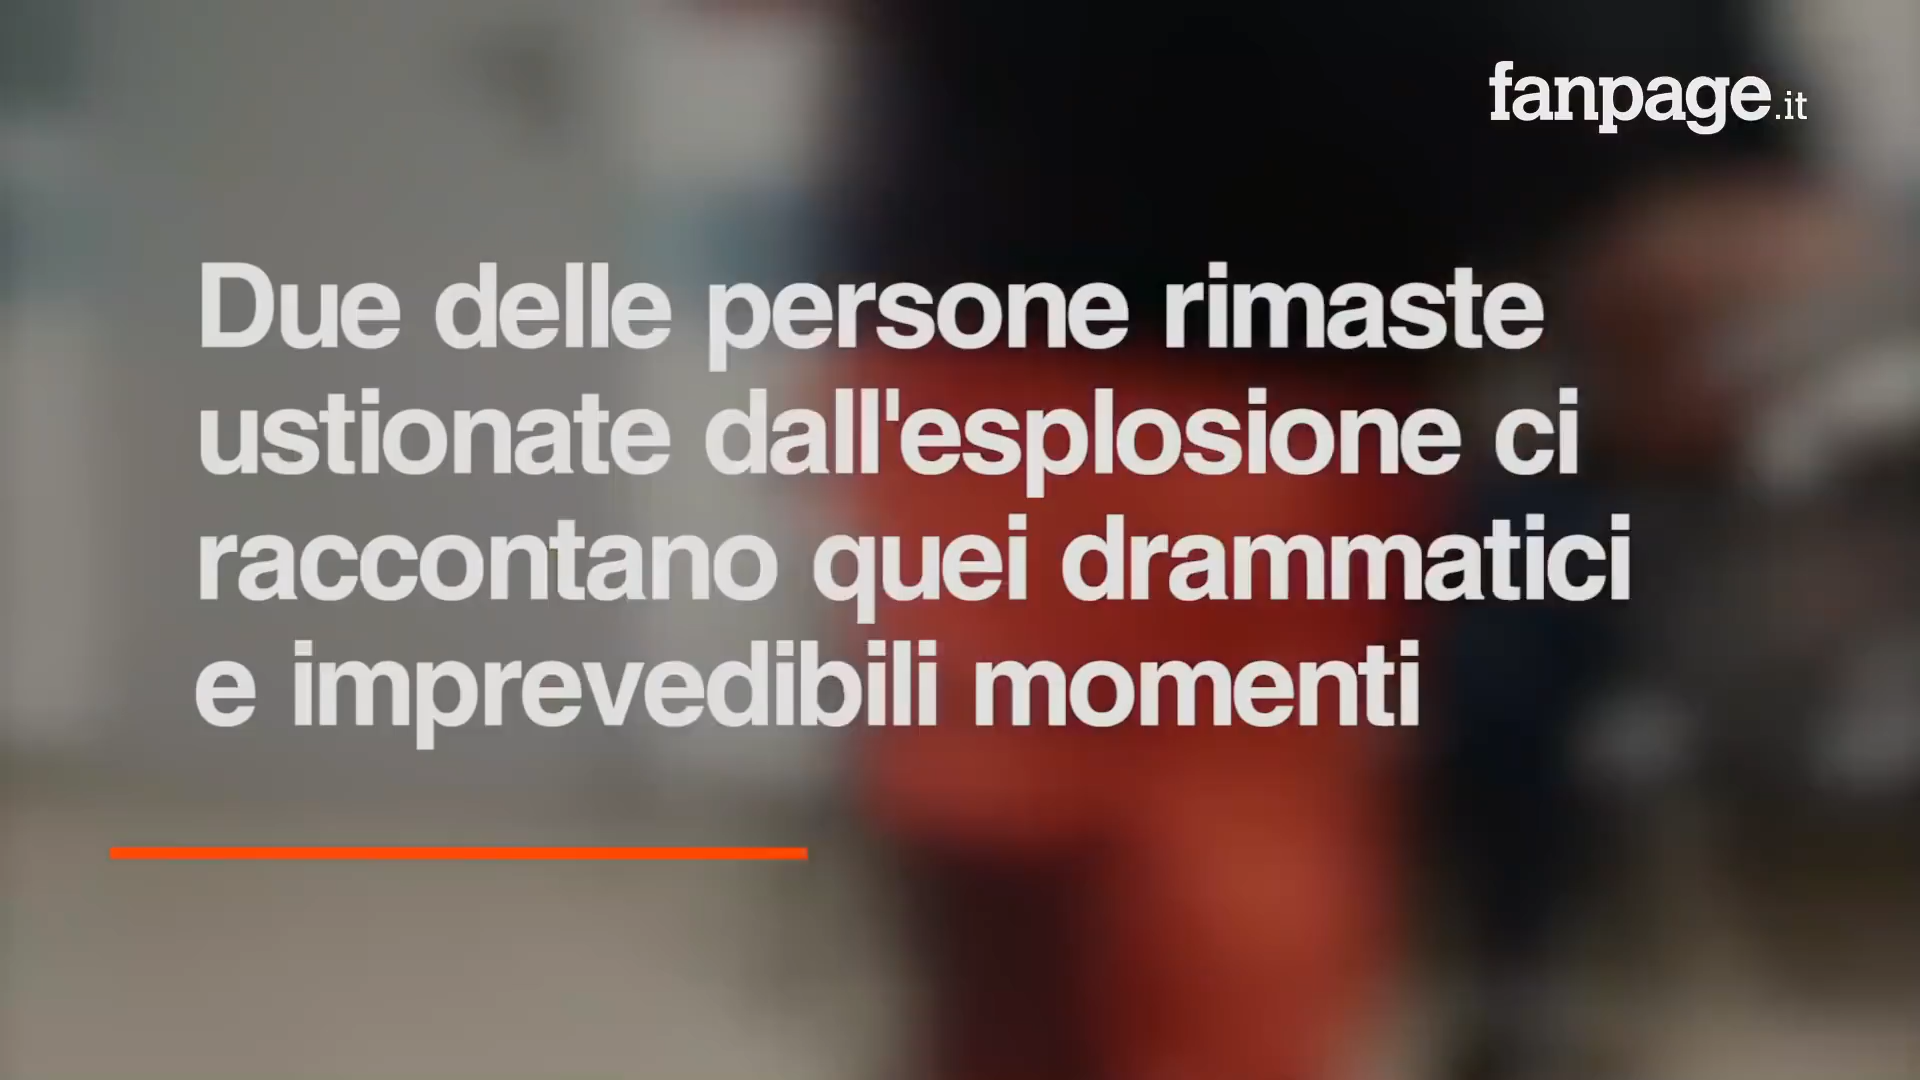 fanpage.it
Due delle persone rimaste
ustionate dall'esplosione ci
raccontano quei drammatici
e imprevedibili momenti